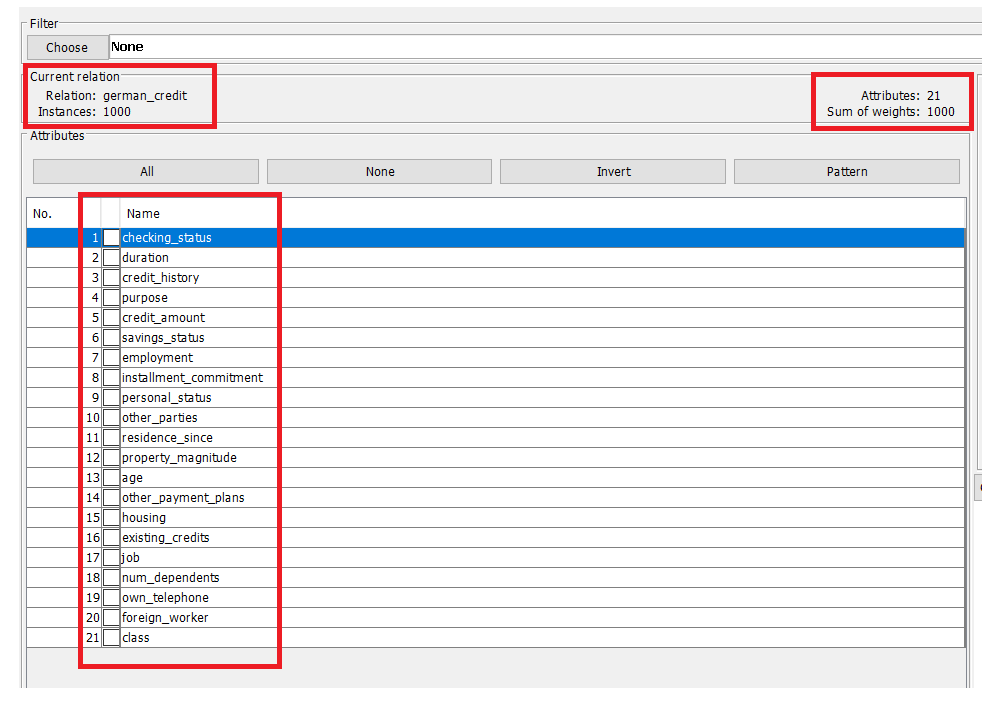 Filter
Choose None
Current relation
Relation: german_credit Attributes: 21
Instances: 1000 Sum of weights: 1000
Attributes
All None Invert Pattern
No. Name
1 checking_status
2 duration
3 credit_history
4 purpose
5 credit_amount
6 savings_status
7 employment
8 installment_commitment
9 personal_status
10 other_parties
11 residence_since
12 property_magnitude
13 age
14 other_payment_plans
15 housing
16 existing_credits
17 job
18 num_dependents
19 own_telephone
20 foreign_worker
21 class